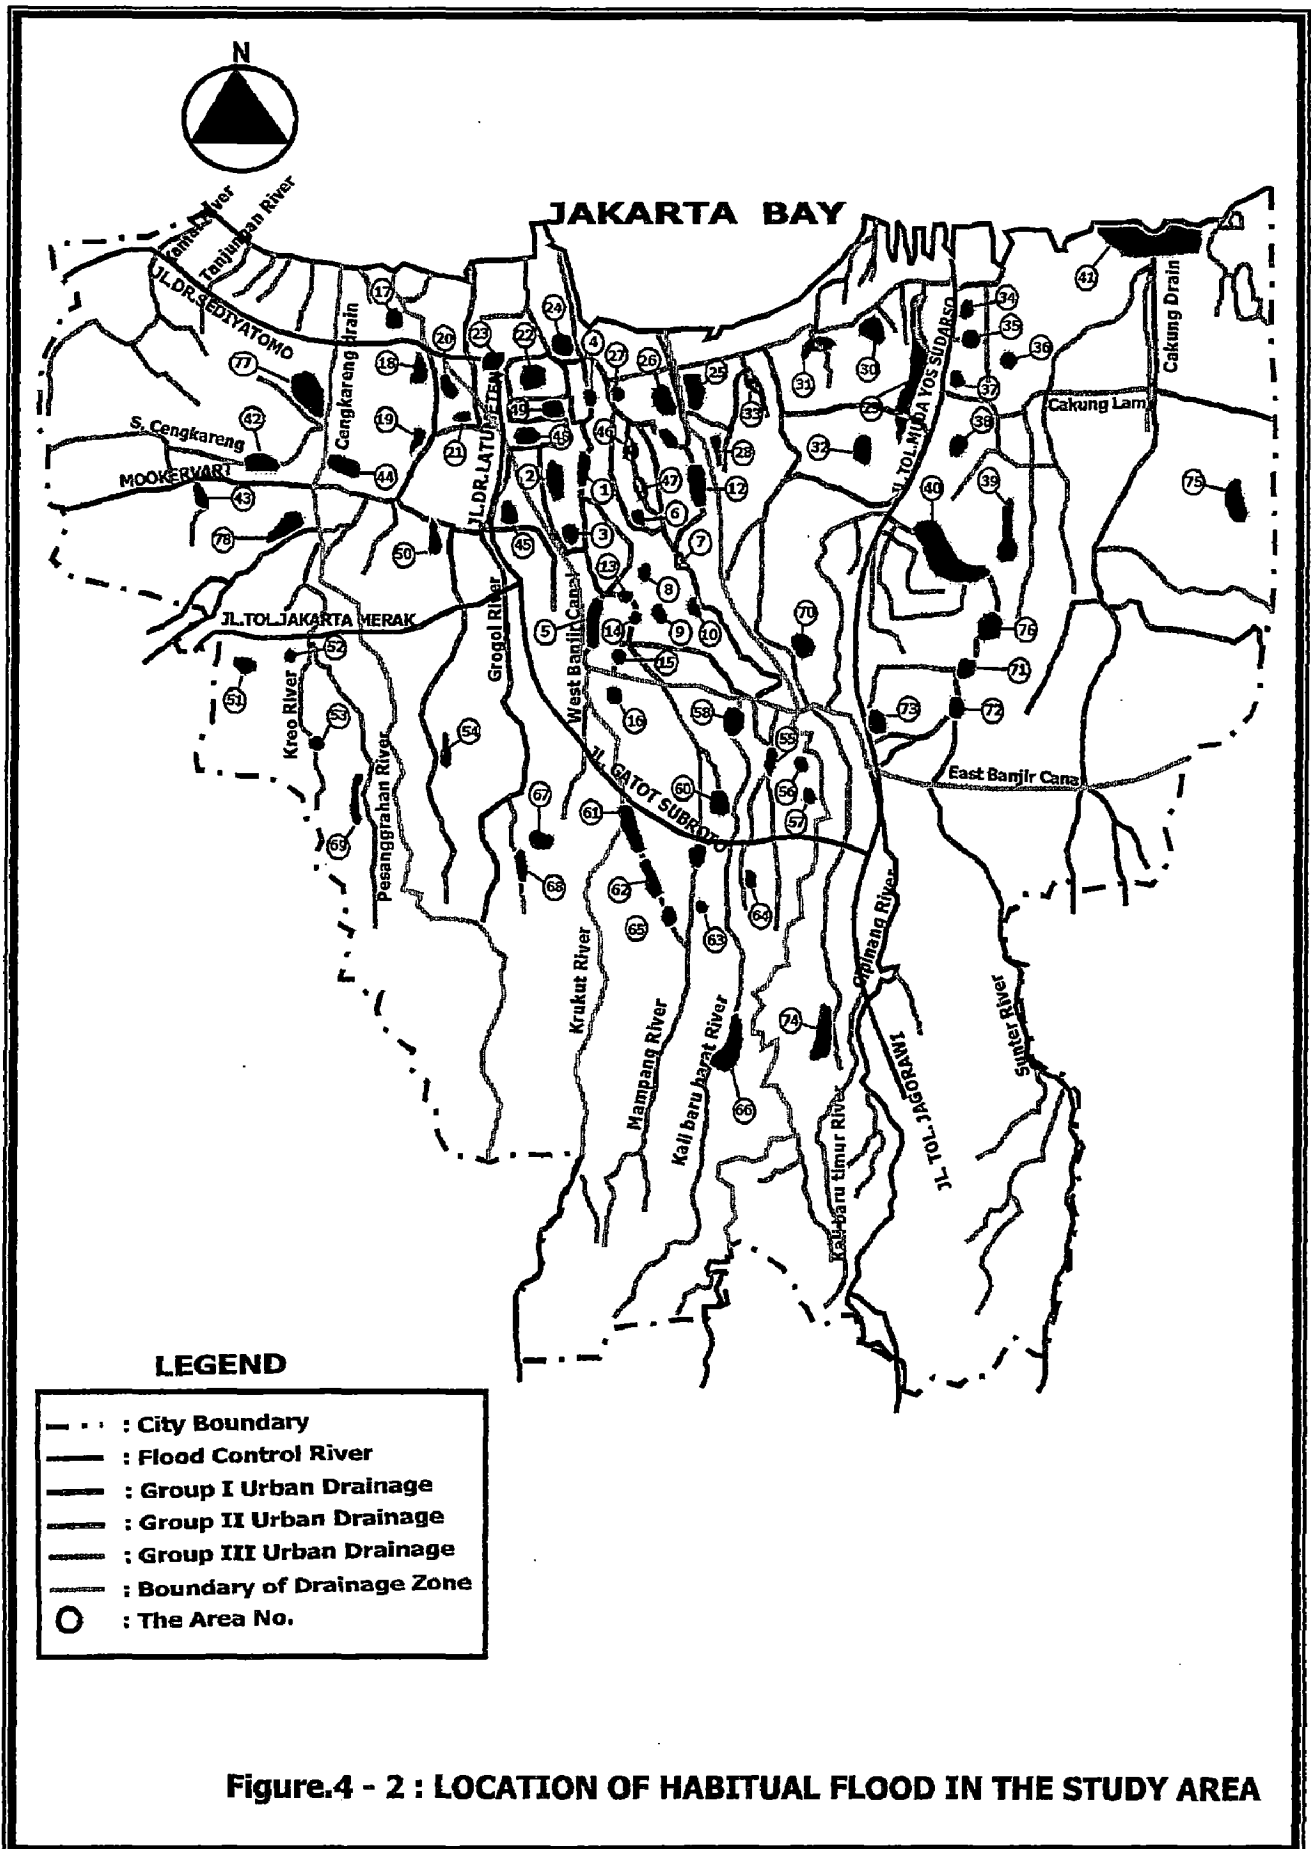 N
JAKARTA BAY
Tanjungan River
JL.DR.SEDIYATOMO
Cengkareng drain
17
24
41
Cakung Drain
34
35
36
37
4
27
26
25
23
22
20
18
77
31
30
33
29
JL.TOL.MUDA YOS SUDARSO
Cakung Lam
42
S. Cengkareng
MOOKERVART
19
21
49
48
46
28
32
38
43
44
2
1
47
12
40
39
75
78
50
45
3
6
7
13
8
JL.TOL.JAKARTA MERAK
Grogol River
West Banjir Canal
5
14
9
10
70
76
51
52
15
71
Kreo River
53
54
16
58
55
73
72
Pesanggrahan River
JL. GATOT SUBROTO
60
56
57
East Banjir Cana
67
61
69
68
62
64
65
63
Cipinang River
Krukut River
Mampang River
Kali baru barat River
74
66
Kali baru timur River
JL. TOL. JAGORAWI
Sunter River
LEGEND
: City Boundary
: Flood Control River
: Group I Urban Drainage
: Group II Urban Drainage
: Group III Urban Drainage
: Boundary of Drainage Zone
: The Area No.
Figure.4 - 2 : LOCATION OF HABITUAL FLOOD IN THE STUDY AREA